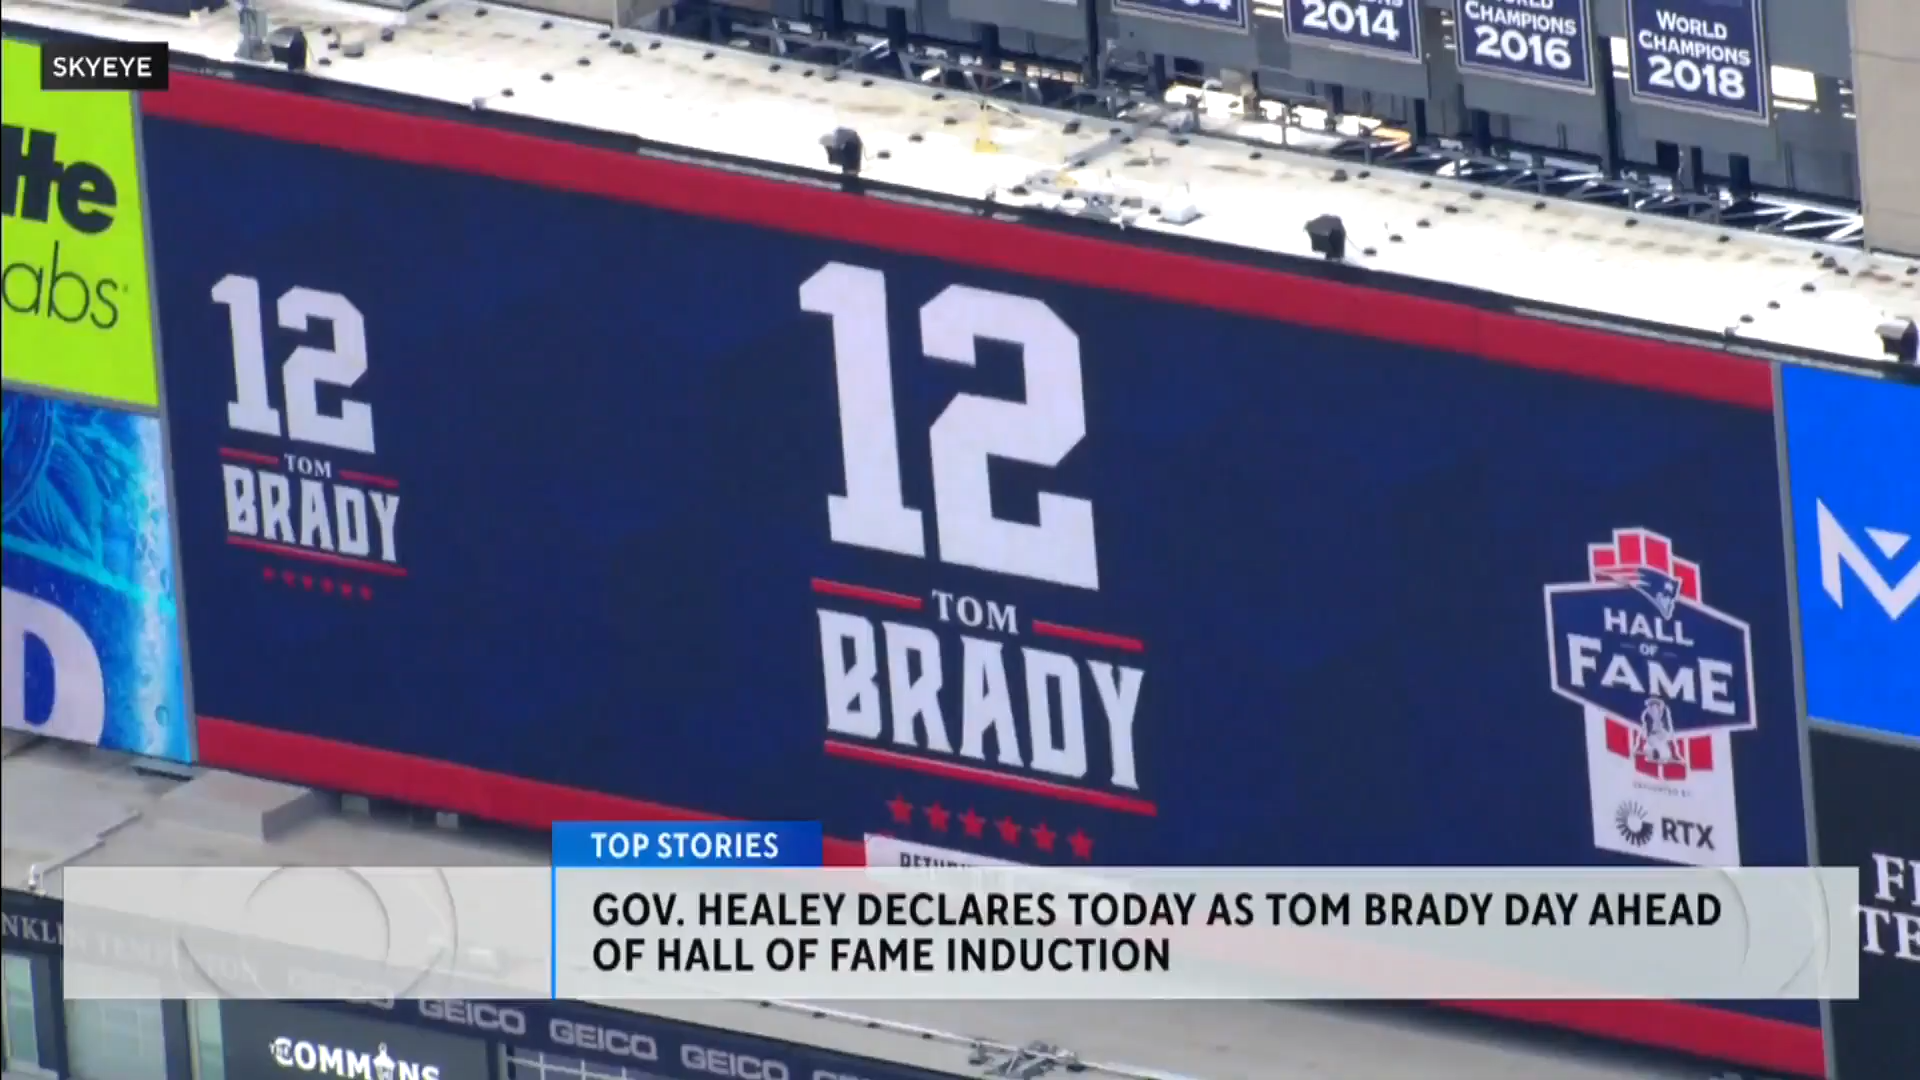 SKYEYE
2014
CHAMPIONS
2016
WORLD
CHAMPIONS
2018
abs
12
TOM
BRADY
12
TOM
BRADY
HALL
OF
FAME
RTX
TOP STORIES
GOV. HEALEY DECLARES TODAY AS TOM BRADY DAY AHEAD
OF HALL OF FAME INDUCTION
GEICO GEICO GEICO
COMMONS